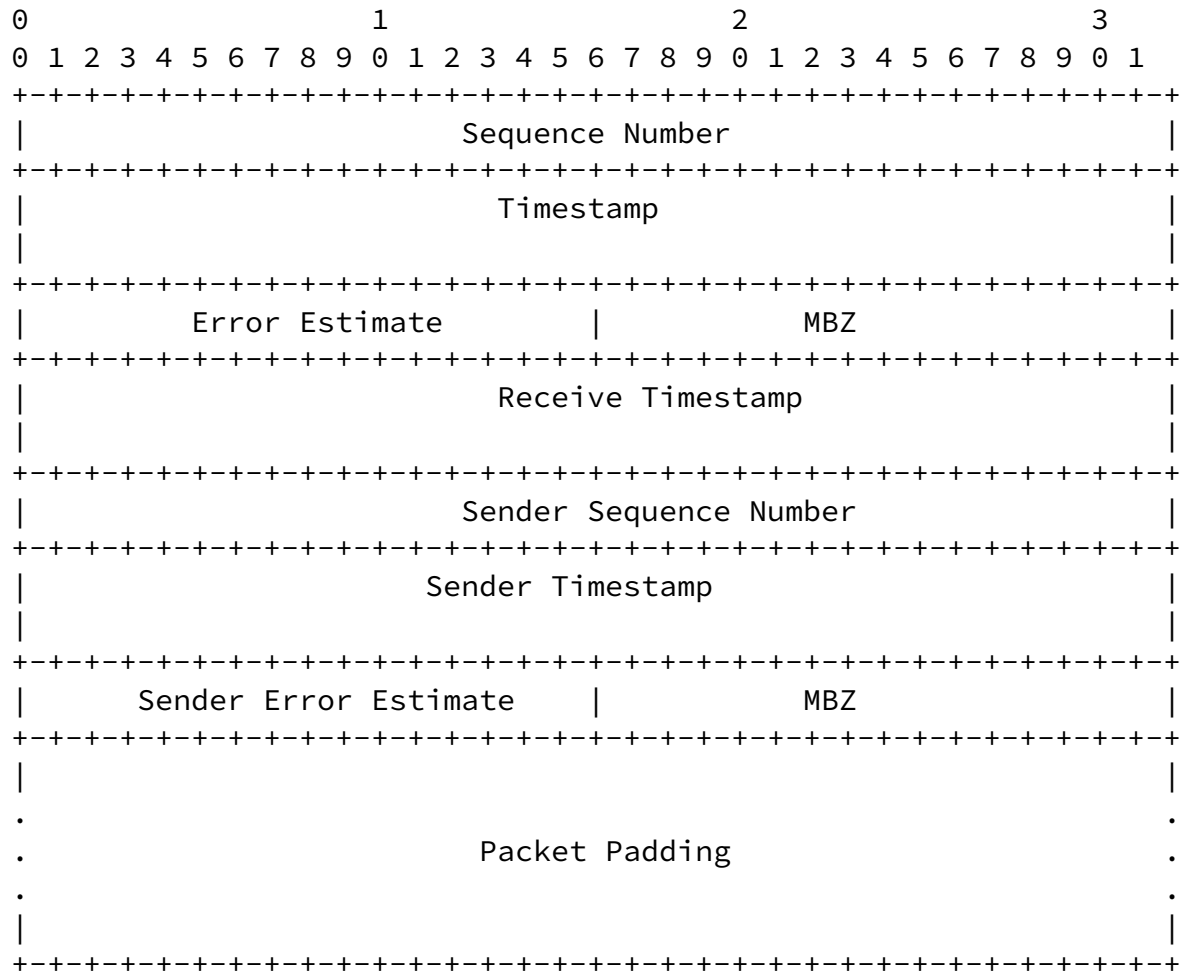 0                   1                   2                   3
0 1 2 3 4 5 6 7 8 9 0 1 2 3 4 5 6 7 8 9 0 1 2 3 4 5 6 7 8 9 0 1
+-+-+-+-+-+-+-+-+-+-+-+-+-+-+-+-+-+-+-+-+-+-+-+-+-+-+-+-+-+-+-+-+
|                        Sequence Number                        |
+-+-+-+-+-+-+-+-+-+-+-+-+-+-+-+-+-+-+-+-+-+-+-+-+-+-+-+-+-+-+-+-+
|                          Timestamp                            |
|                                                               |
+-+-+-+-+-+-+-+-+-+-+-+-+-+-+-+-+-+-+-+-+-+-+-+-+-+-+-+-+-+-+-+-+
|         Error Estimate        |           MBZ                 |
+-+-+-+-+-+-+-+-+-+-+-+-+-+-+-+-+-+-+-+-+-+-+-+-+-+-+-+-+-+-+-+-+
|                          Receive Timestamp                    |
|                                                               |
+-+-+-+-+-+-+-+-+-+-+-+-+-+-+-+-+-+-+-+-+-+-+-+-+-+-+-+-+-+-+-+-+
|                        Sender Sequence Number                 |
+-+-+-+-+-+-+-+-+-+-+-+-+-+-+-+-+-+-+-+-+-+-+-+-+-+-+-+-+-+-+-+-+
|                      Sender Timestamp                         |
|                                                               |
+-+-+-+-+-+-+-+-+-+-+-+-+-+-+-+-+-+-+-+-+-+-+-+-+-+-+-+-+-+-+-+-+
|      Sender Error Estimate    |           MBZ                 |
+-+-+-+-+-+-+-+-+-+-+-+-+-+-+-+-+-+-+-+-+-+-+-+-+-+-+-+-+-+-+-+-+
|                                                               |
.                                                               .
.                         Packet Padding                        .
.                                                               .
|                                                               |
+-+-+-+-+-+-+-+-+-+-+-+-+-+-+-+-+-+-+-+-+-+-+-+-+-+-+-+-+-+-+-+-+